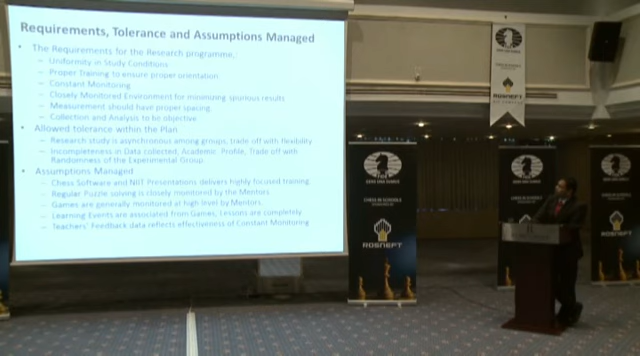 Requirements, Tolerance and Assumptions Managed
• The Requirements for the Research programme.
– Uniformity in Study Conditions
– Proper Training to ensure proper orientation
– Constant Monitoring
– Closely Monitored Environment for minimizing spurious results
– Measurement should have proper spacing.
– Collection and Analysis to be objective
• Allowed tolerance within the Plan
– Research study is asynchronous among groups, trade off with flexibility
– Incompleteness in Data collected, Academic Profile, Trade off with
Randomness of the Experimental Group
• Assumptions Managed
– Chess Software and NIIT Presentations delivers highly focused training
– Regular Puzzle solving is closely monitored by the Mentors
– Games are generally monitored at high level by Mentors.
– Learning Events are associated from Games, Lessons are completely
– Teachers' Feedback data reflects effectiveness of Constant Monitoring
ROSNEFT
GENS UNA SUMUS
CHESS IN SCHOOLS
ROSNEFT
ROSNEFT